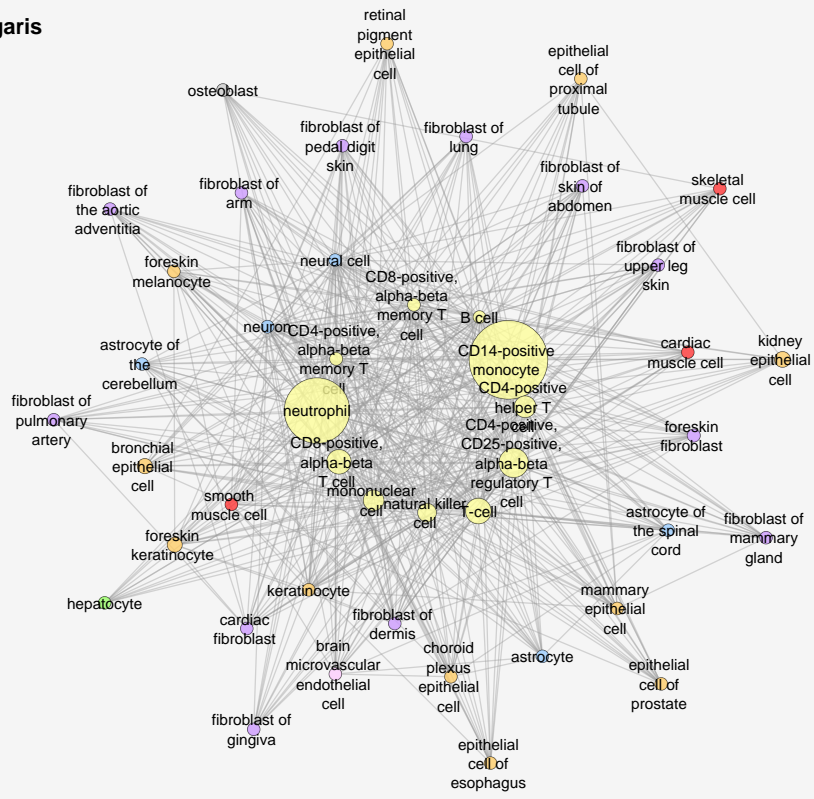 garis
retinal
pigment
epithelial
cell
epithelial
cell of
proximal
tubule
osteoblast
fibroblast of
pedal digit
skin
fibroblast of
lung
fibroblast of
skin of
abdomen
skeletal
muscle cell
fibroblast of
the aortic
adventitia
fibroblast of
arm
foreskin
melanocyte
neural cell
fibroblast of
upper leg
skin
CD8-positive,
alpha-beta
memory T
cell
B cell
neuron
CD4-positive,
alpha-beta
memory T
cell
CD14-positive
monocyte
cardiac
muscle cell
kidney
epithelial
cell
astrocyte of
the
cerebellum
CD4-positive
helper T
cell
neutrophil
fibroblast of
pulmonary
artery
CD4-positive,
CD25-positive,
alpha-beta
regulatory T
cell
foreskin
fibroblast
bronchial
epithelial
cell
CD8-positive,
alpha-beta
T cell
mononuclear
cell
natural killer
cell
T-cell
smooth
muscle cell
astrocyte of
the spinal
cord
fibroblast of
mammary
gland
foreskin
keratinocyte
hepatocyte
keratinocyte
mammary
epithelial
cell
cardiac
fibroblast
fibroblast of
dermis
brain
microvascular
endothelial
cell
choroid
plexus
epithelial
cell
astrocyte
epithelial
cell of
prostate
fibroblast of
gingiva
epithelial
cell of
esophagus